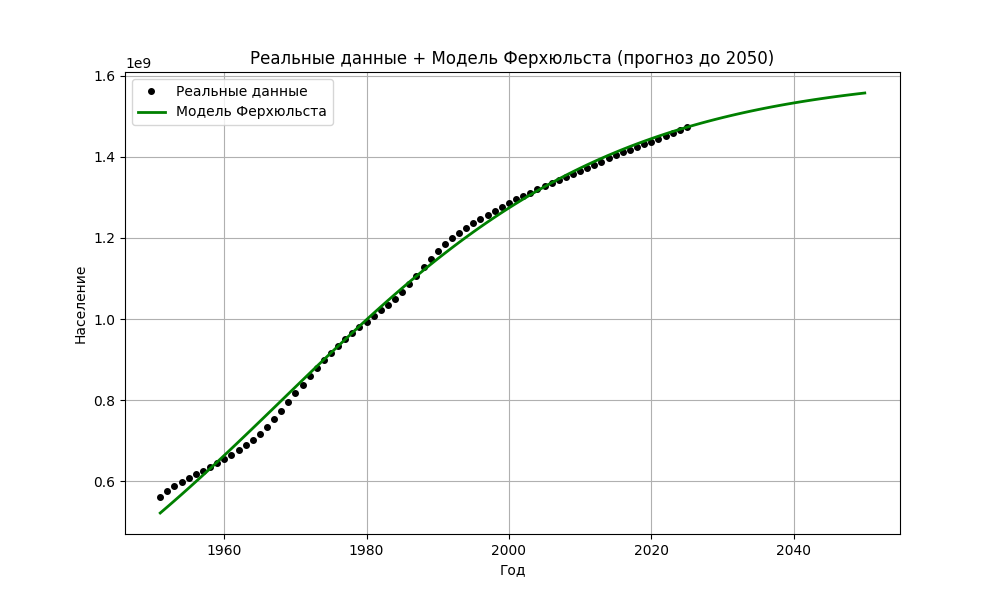 Реальные данные + Модель Ферхюльста (прогноз до 2050)
1e9
1.6
1.4
1.2
1.0
0.8
0.6
Население
Реальные данные
Модель Ферхюльста
1960
1980
2000
2020
2040
Год